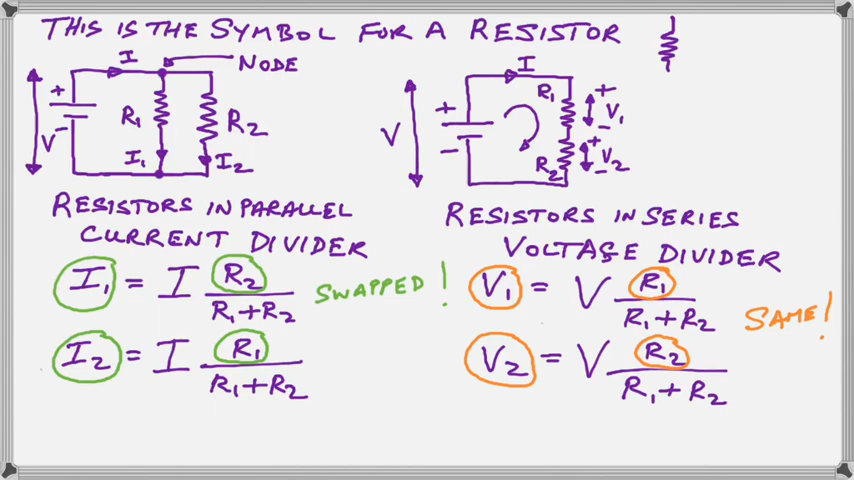 THIS IS THE SYMBOL FOR A RESISTOR
I
NODE
+
−
V
R₁
R₂
I₁
I₂
RESISTORS IN PARALLEL
CURRENT DIVIDER
I₁ = I R₂ / (R₁+R₂)
SWAPPED!
I₂ = I R₁ / (R₁+R₂)
I
+
−
V
R₁
R₂
+
V₁
−
+
V₂
−
RESISTORS IN SERIES
VOLTAGE DIVIDER
V₁ = V R₁ / (R₁+R₂)
SAME!
V₂ = V R₂ / (R₁+R₂)